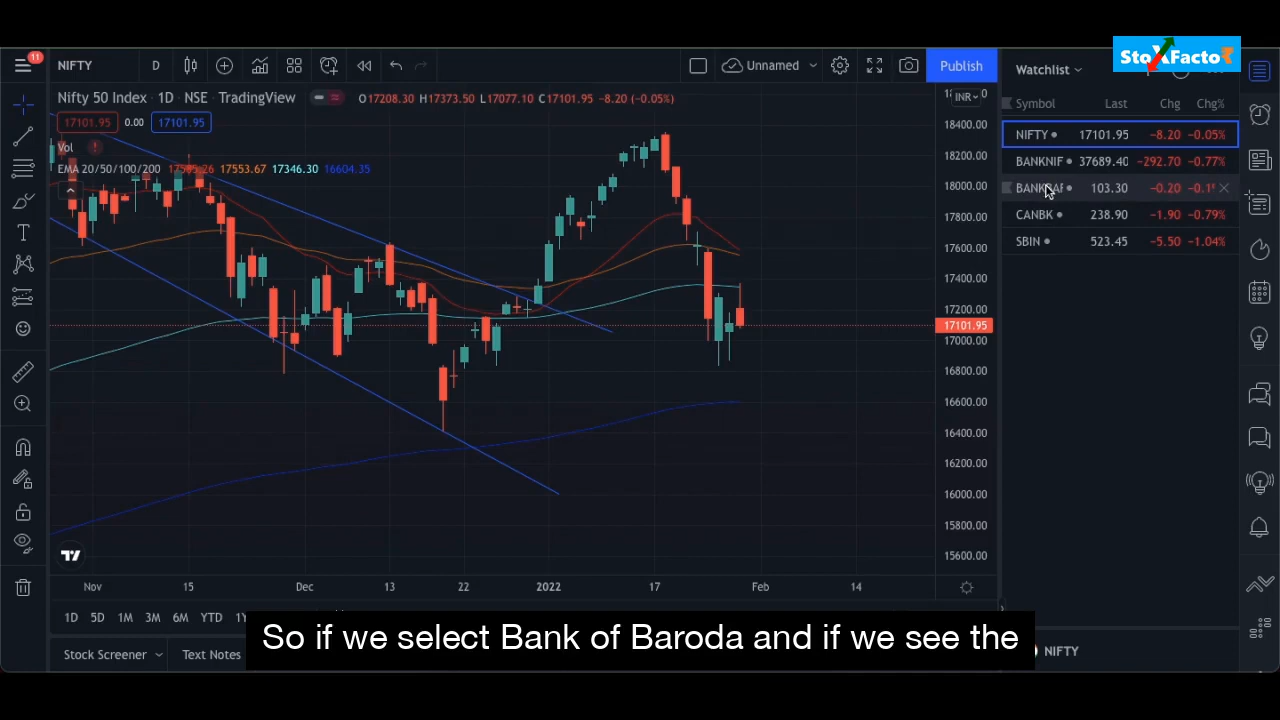 StoXFactor
11
NIFTY
D
Unnamed
Publish
Watchlist
Nifty 50 Index · 1D · NSE · TradingView
O17208.30 H17373.50 L17077.10 C17101.95 −8.20 (−0.05%)
INR
17101.95 0.00 17101.95
Vol
EMA 20/50/100/200
17553.67 17346.30 16604.35
18400.00
18200.00
18000.00
17800.00
17600.00
17400.00
17200.00
17101.95
17000.00
16800.00
16600.00
16400.00
16200.00
16000.00
15800.00
15600.00
Symbol Last Chg Chg%
NIFTY 17101.95 −8.20 −0.05%
BANKNIF 37689.40 −292.70 −0.77%
103.30 −0.20
CANBK 238.90 −1.90 −0.79%
SBIN 523.45 −5.50 −1.04%
Nov 15 Dec 13 22 2022 17 Feb 14
1D 5D 1M 3M 6M YTD
So if we select Bank of Baroda and if we see the
Stock Screener Text Notes
NIFTY